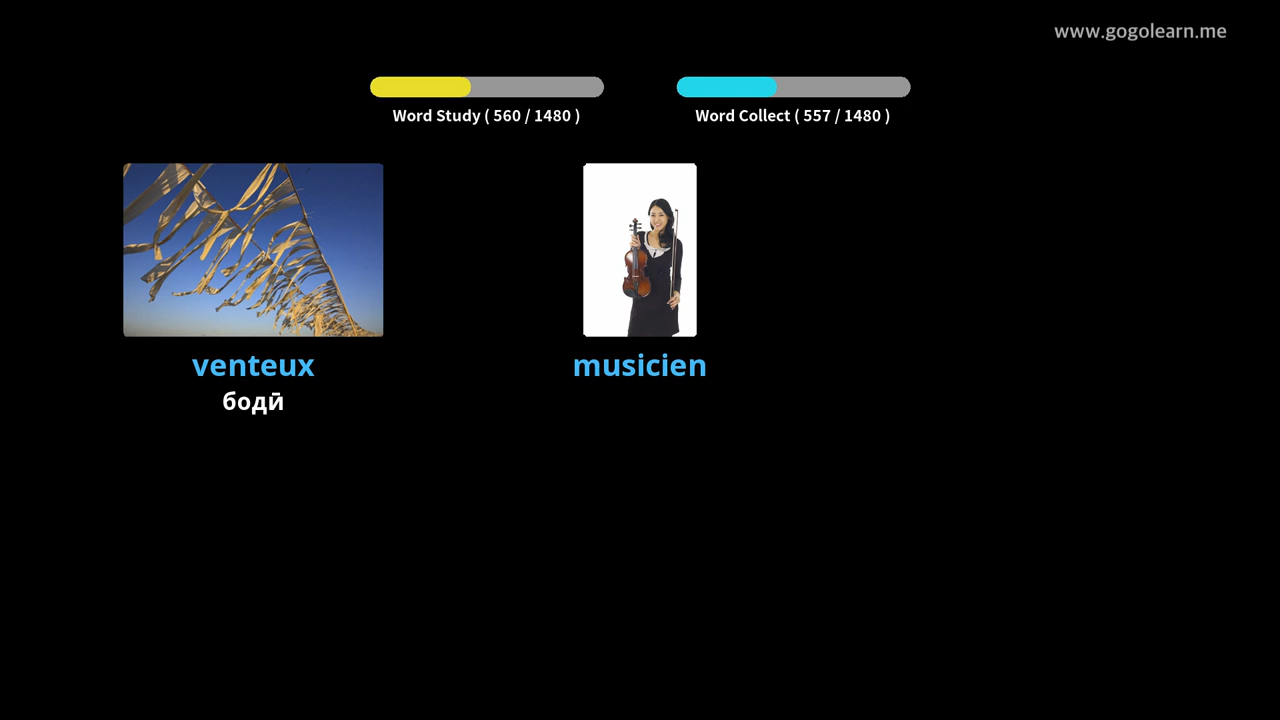 www.gogolearn.me
Word Study ( 560 / 1480 )
Word Collect ( 557 / 1480 )
venteux
musicien
бодӣ